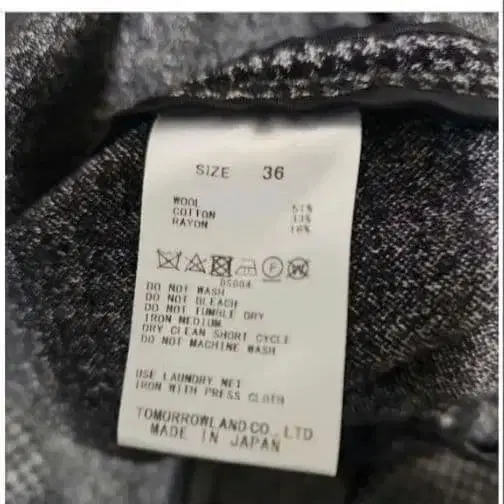 SIZE 36
WOOL
COTTON
RAYON
DS004
DO NOT WASH
DO NOT BLEACH
DO NOT TUMBLE DRY
IRON MEDIUM
DRY CLEAN SHORT CYCLE
DO NOT MACHINE WASH
USE LAUNDRY NET
IRON WITH PRESS CLOTH
TOMORROWLAND CO., LTD
MADE IN JAPAN